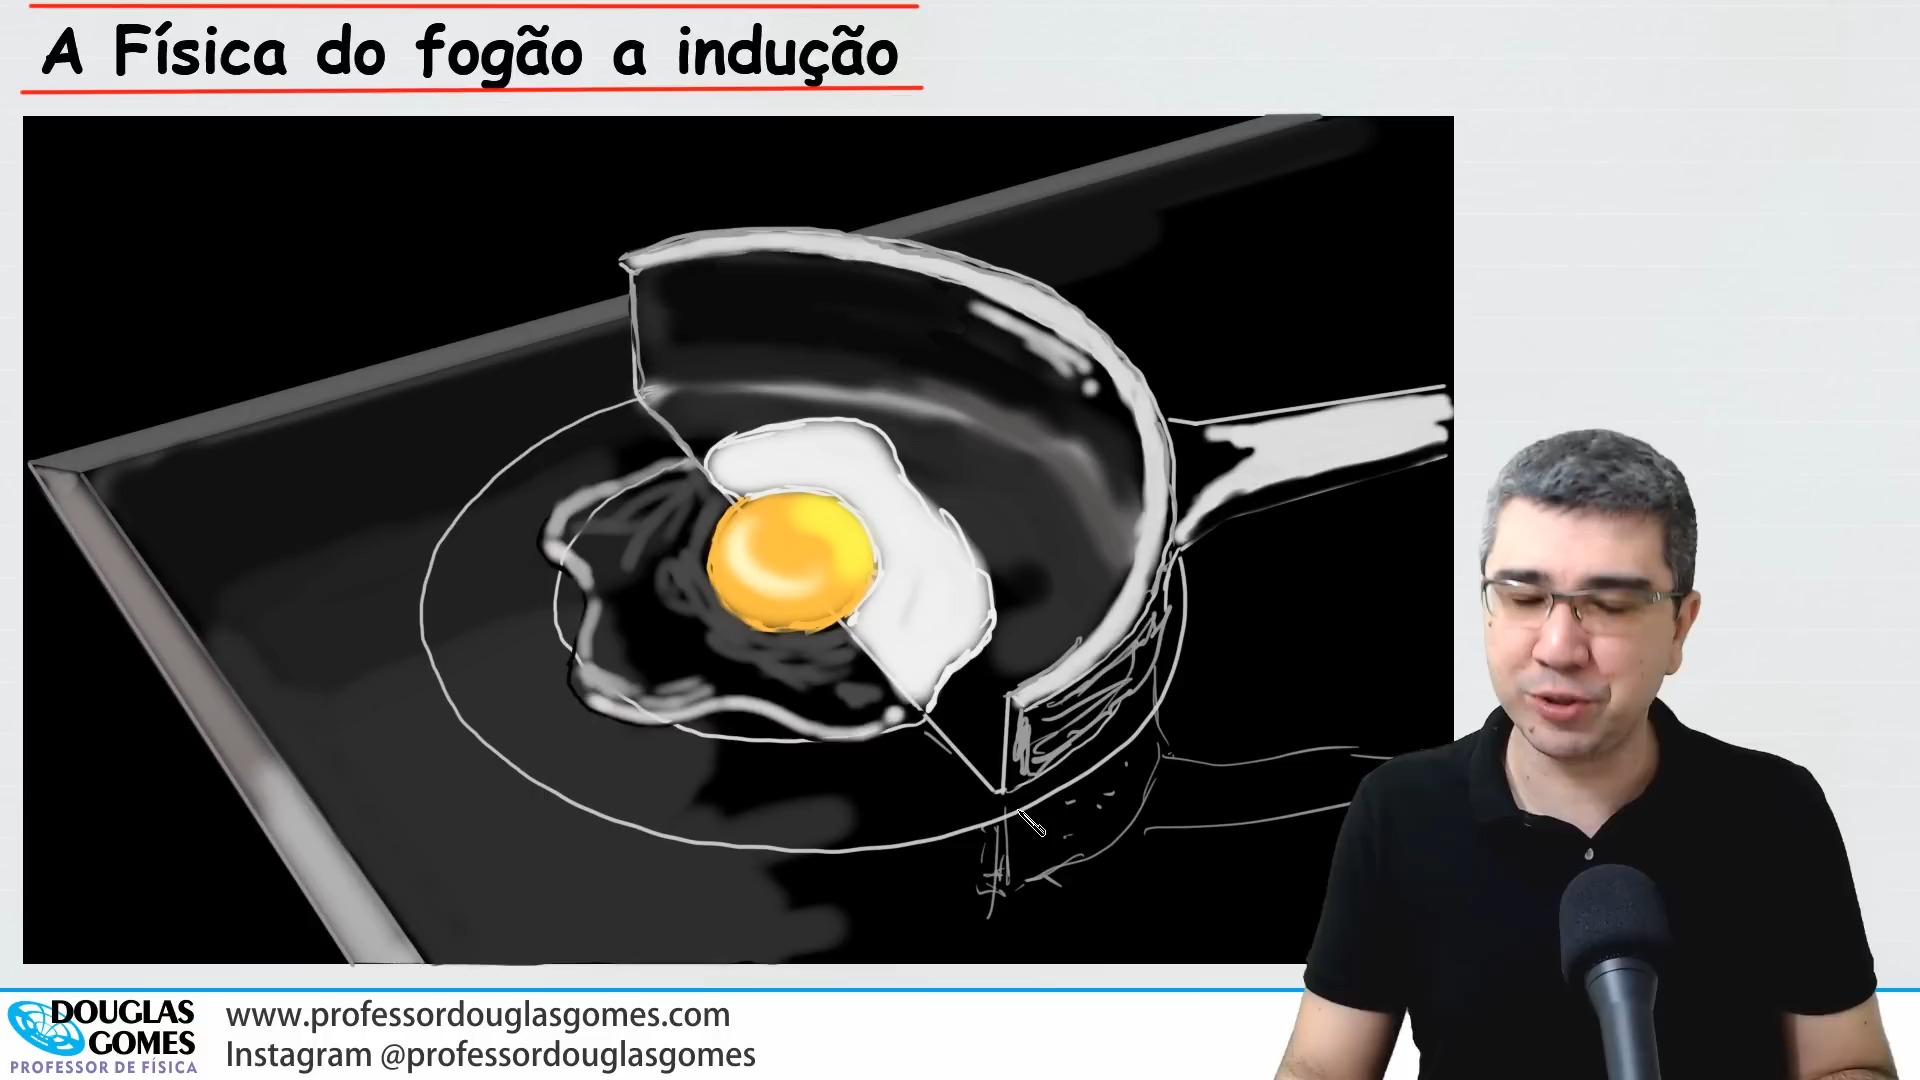 A Física do fogão a indução
DOUGLAS
GOMES
PROFESSOR DE FÍSICA
www.professordouglasgomes.com
Instagram @professordouglasgomes